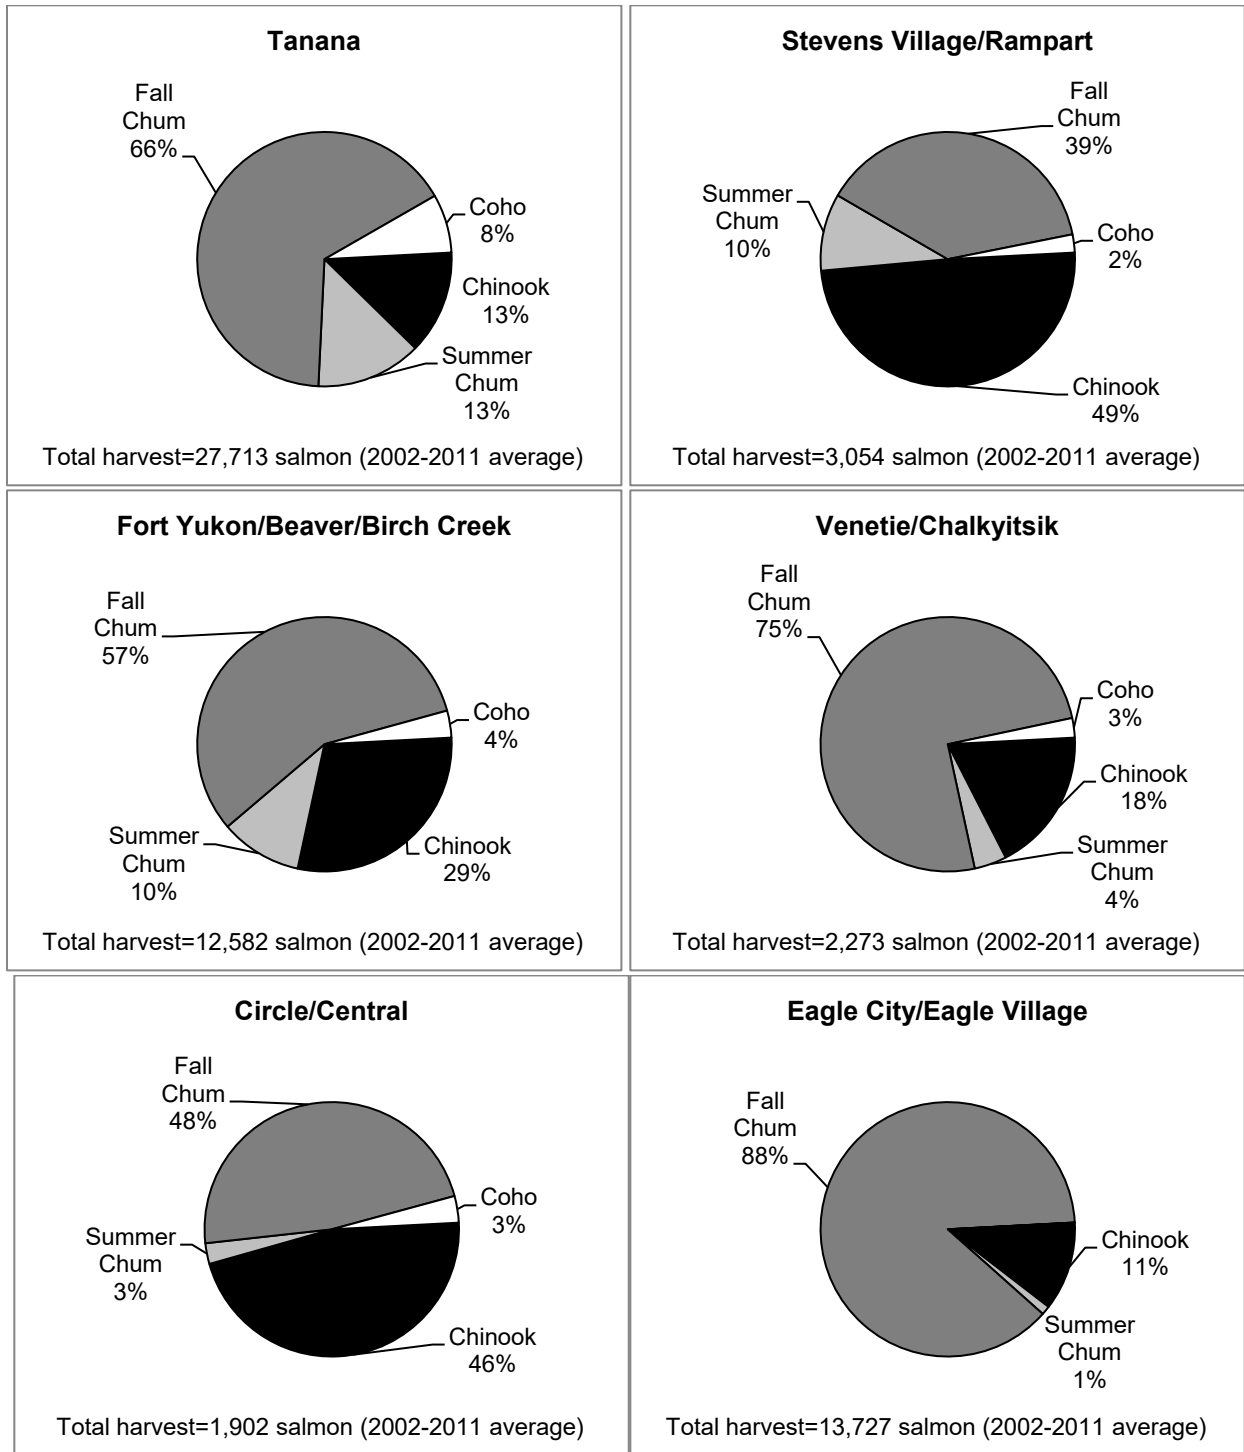 Tanana
Fall
Chum
66%
Coho
8%
Chinook
13%
Summer
Chum
13%
Total harvest=27,713 salmon (2002-2011 average)
Stevens Village/Rampart
Fall
Chum
39%
Summer
Chum
10%
Coho
2%
Chinook
49%
Total harvest=3,054 salmon (2002-2011 average)
Fort Yukon/Beaver/Birch Creek
Fall
Chum
57%
Coho
4%
Summer
Chum
10%
Chinook
29%
Total harvest=12,582 salmon (2002-2011 average)
Venetie/Chalkyitsik
Fall
Chum
75%
Coho
3%
Chinook
18%
Summer
Chum
4%
Total harvest=2,273 salmon (2002-2011 average)
Circle/Central
Fall
Chum
48%
Coho
3%
Summer
Chum
3%
Chinook
46%
Total harvest=1,902 salmon (2002-2011 average)
Eagle City/Eagle Village
Fall
Chum
88%
Chinook
11%
Summer
Chum
1%
Total harvest=13,727 salmon (2002-2011 average)